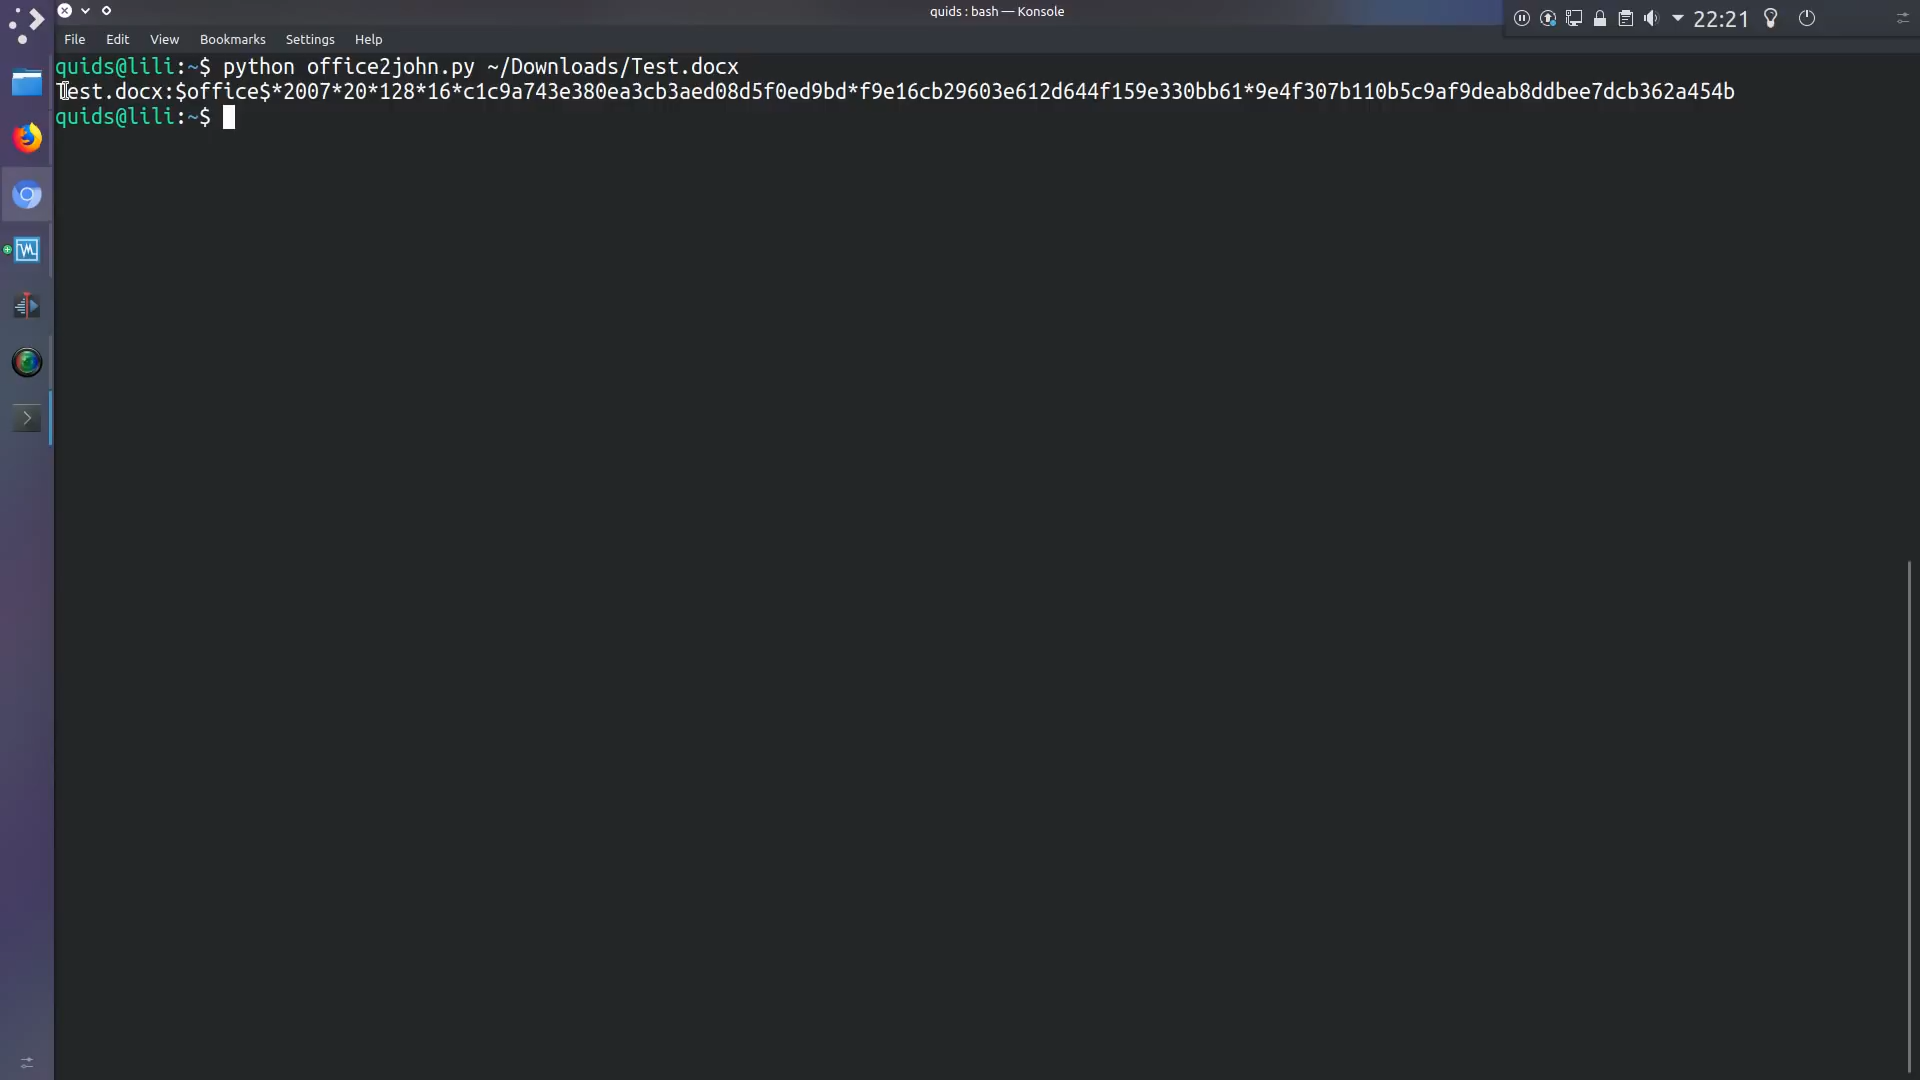 quids : bash — Konsole
22:21
File Edit View Bookmarks Settings Help
quids@lili:~$ python office2john.py ~/Downloads/Test.docx
Test.docx:$office$*2007*20*128*16*c1c9a743e380ea3cb3aed08d5f0ed9bd*f9e16cb29603e612d644f159e330bb61*9e4f307b110b5c9af9deab8ddbee7dcb362a454b
quids@lili:~$